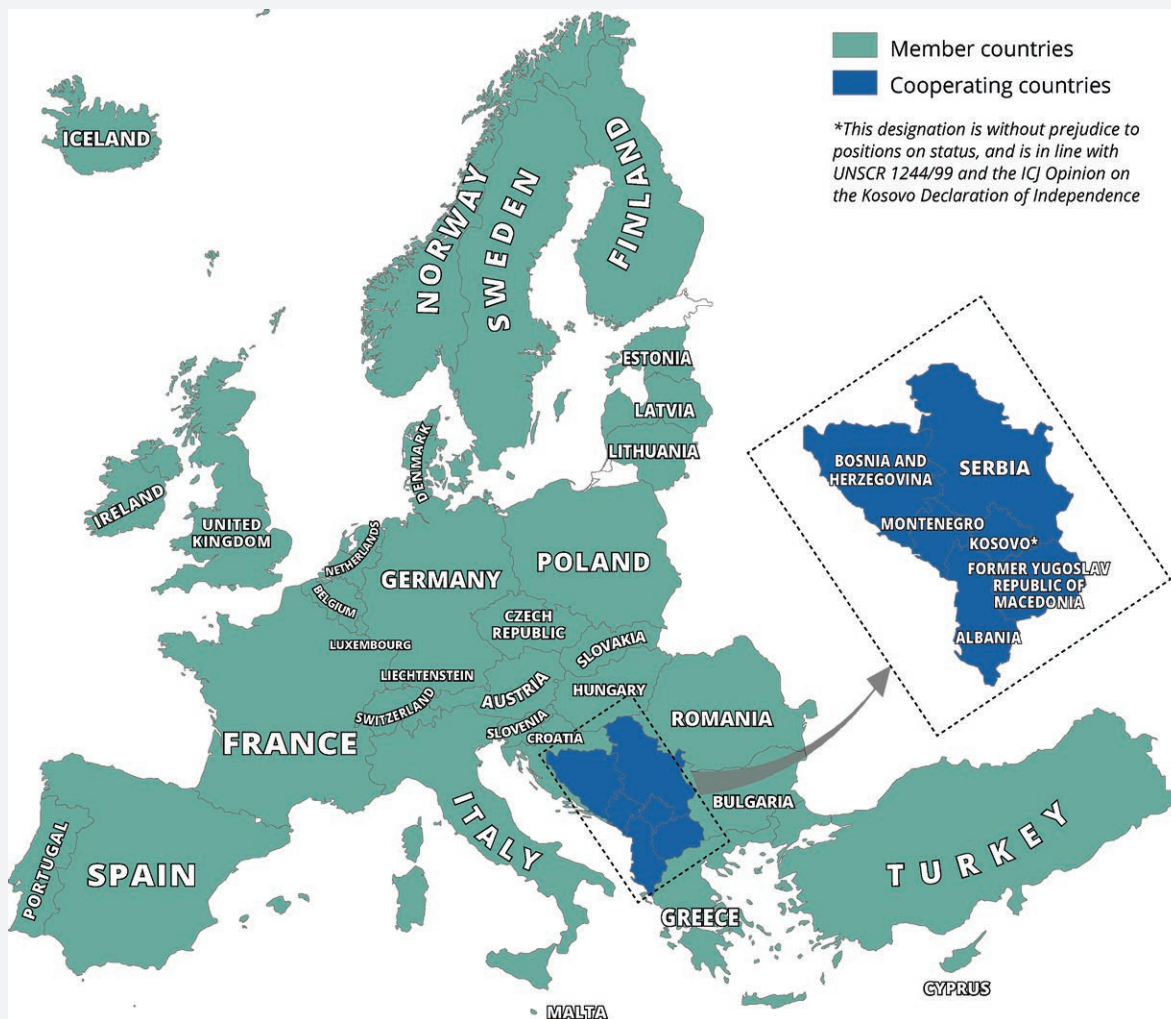 Member countries
Cooperating countries
*This designation is without prejudice to
positions on status, and is in line with
UNSCR 1244/99 and the ICJ Opinion on
the Kosovo Declaration of Independence
ICELAND
NORWAY
SWEDEN
FINLAND
ESTONIA
LATVIA
LITHUANIA
DENMARK
IRELAND
UNITED
KINGDOM
NETHERLANDS
BELGIUM
LUXEMBOURG
GERMANY
POLAND
CZECH
REPUBLIC
SLOVAKIA
LIECHTENSTEIN
SWITZERLAND
AUSTRIA
HUNGARY
SLOVENIA
CROATIA
ROMANIA
FRANCE
BULGARIA
ITALY
PORTUGAL
SPAIN
GREECE
TURKEY
MALTA
CYPRUS
BOSNIA AND
HERZEGOVINA
SERBIA
MONTENEGRO
KOSOVO*
FORMER YUGOSLAV
REPUBLIC OF
MACEDONIA
ALBANIA